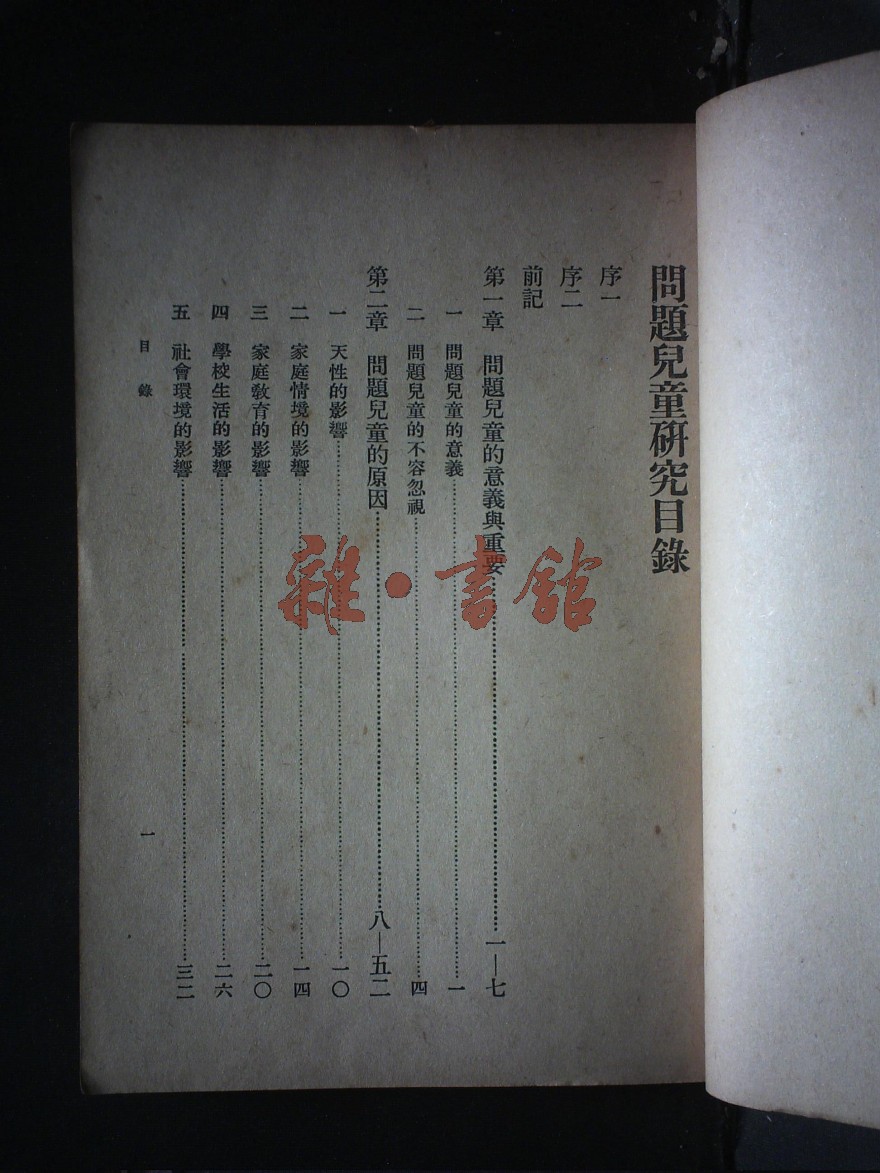 問題兒童研究目錄
序一
序二
前記
第一章 問題兒童的意義與重要……一—七
一 問題兒童的意義……一
二 問題兒童的不容忽視……四
第二章 問題兒童的原因……八—五二
一 天性的影響……一〇
二 家庭情境的影響……一四
三 家庭教育的影響……二〇
四 學校生活的影響……二六
五 社會環境的影響……三二
目錄
一
雜·書館